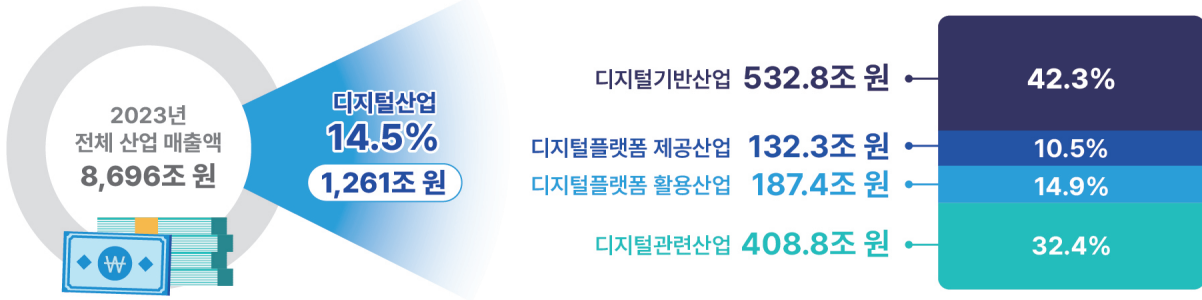 2023년
전체 산업 매출액
8,696조 원
₩
디지털산업
14.5%
1,261조 원
디지털기반산업 532.8조 원
42.3%
디지털플랫폼 제공산업 132.3조 원
10.5%
디지털플랫폼 활용산업 187.4조 원
14.9%
디지털관련산업 408.8조 원
32.4%